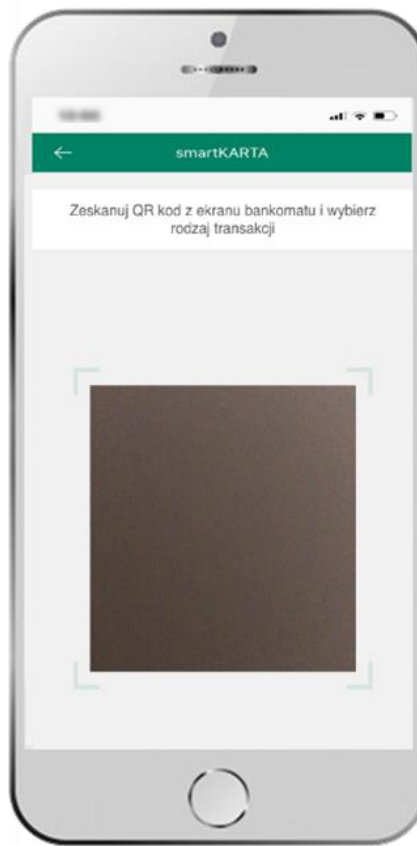 smartKARTA
Zeskanuj QR kod z ekranu bankomatu i wybierz
rodzaj transakcji